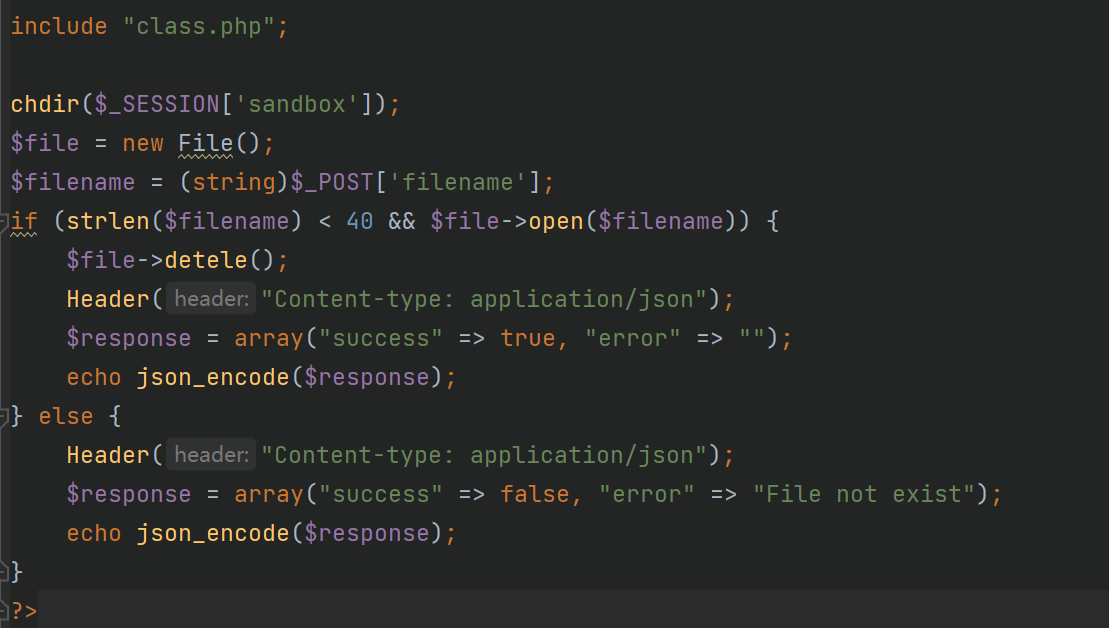 include "class.php";
chdir($_SESSION['sandbox']);
$file = new File();
$filename = (string)$_POST['filename'];
if (strlen($filename) < 40 && $file->open($filename)) {
$file->detele();
Header( header: "Content-type: application/json");
$response = array("success" => true, "error" => "");
echo json_encode($response);
} else {
Header( header: "Content-type: application/json");
$response = array("success" => false, "error" => "File not exist");
echo json_encode($response);
}
?>